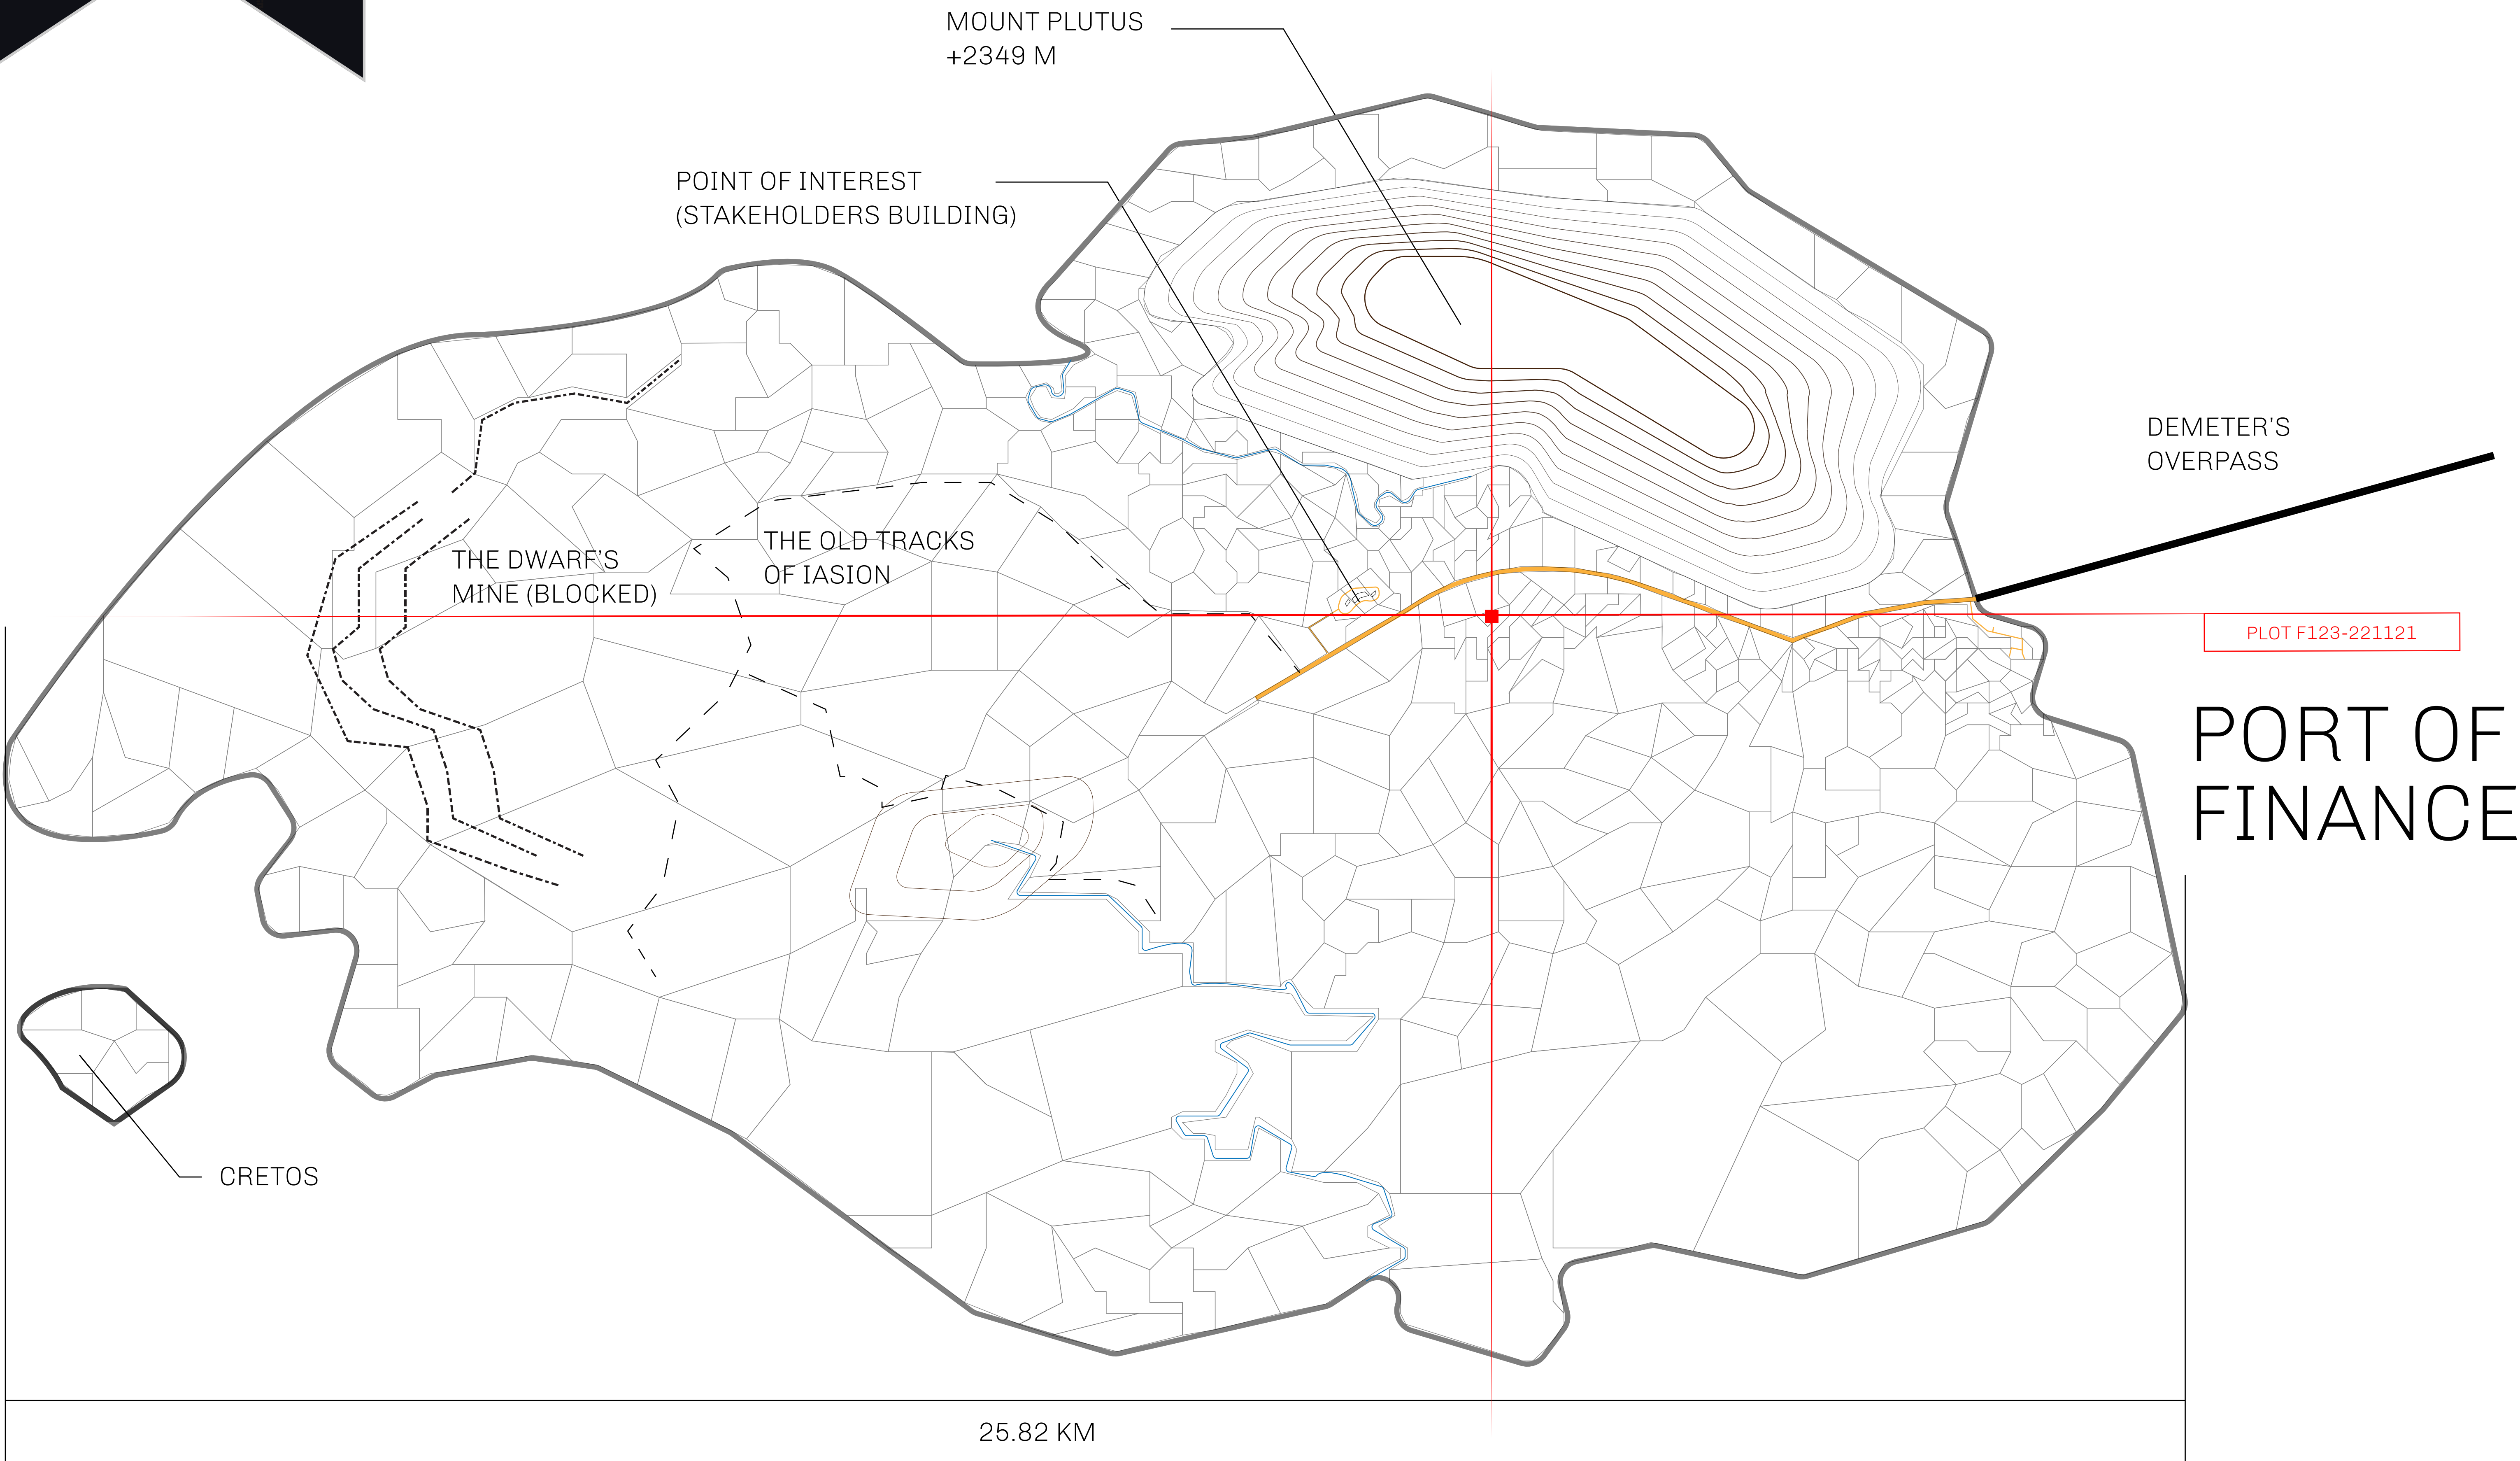 MOUNT PLUTUS
+2349 M
POINT OF INTEREST
(STAKEHOLDERS BUILDING)
DEMETER'S
OVERPASS
THE OLD TRACKS
OF IASION
THE DWARF'S
MINE (BLOCKED)
PLOT F123-221121
PORT OF
FINANCE
CRETOS
25.82 KM